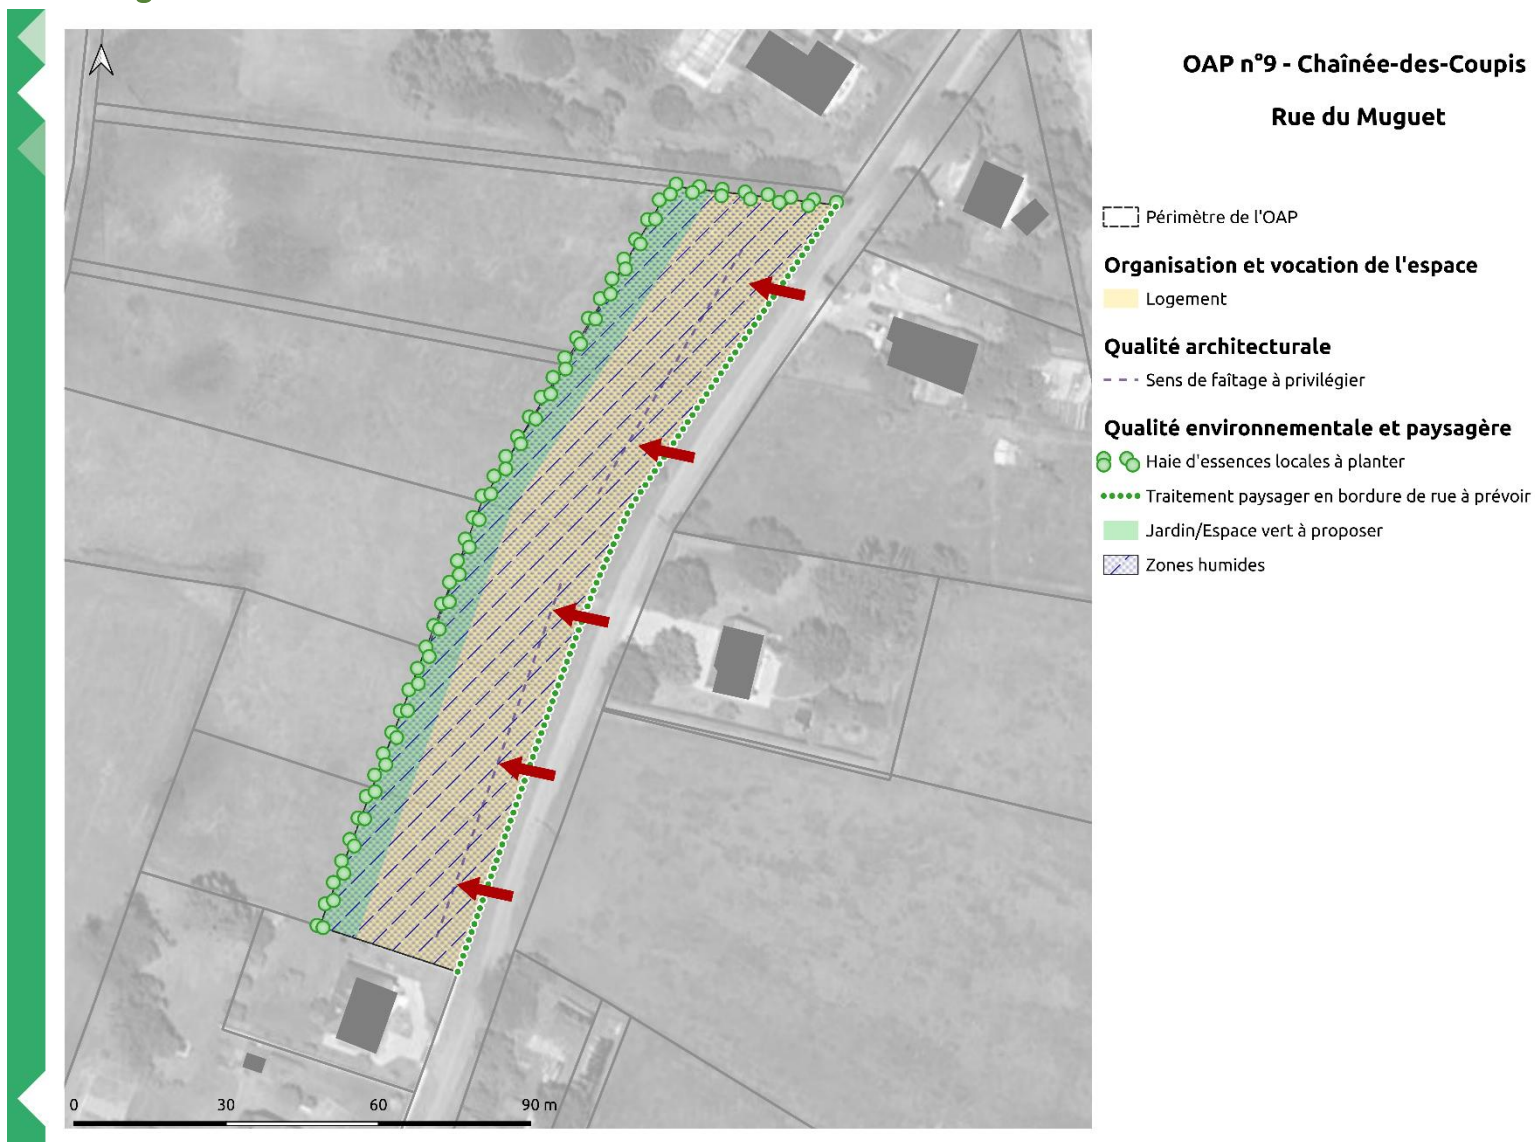 OAP n°9 - Chaînée-des-Coupis
Rue du Muguet
Périmètre de l'OAP
Organisation et vocation de l'espace
Logement
Qualité architecturale
Sens de faîtage à privilégier
Qualité environnementale et paysagère
Haie d'essences locales à planter
Traitement paysager en bordure de rue à prévoir
Jardin/Espace vert à proposer
Zones humides
0 30 60 90 m